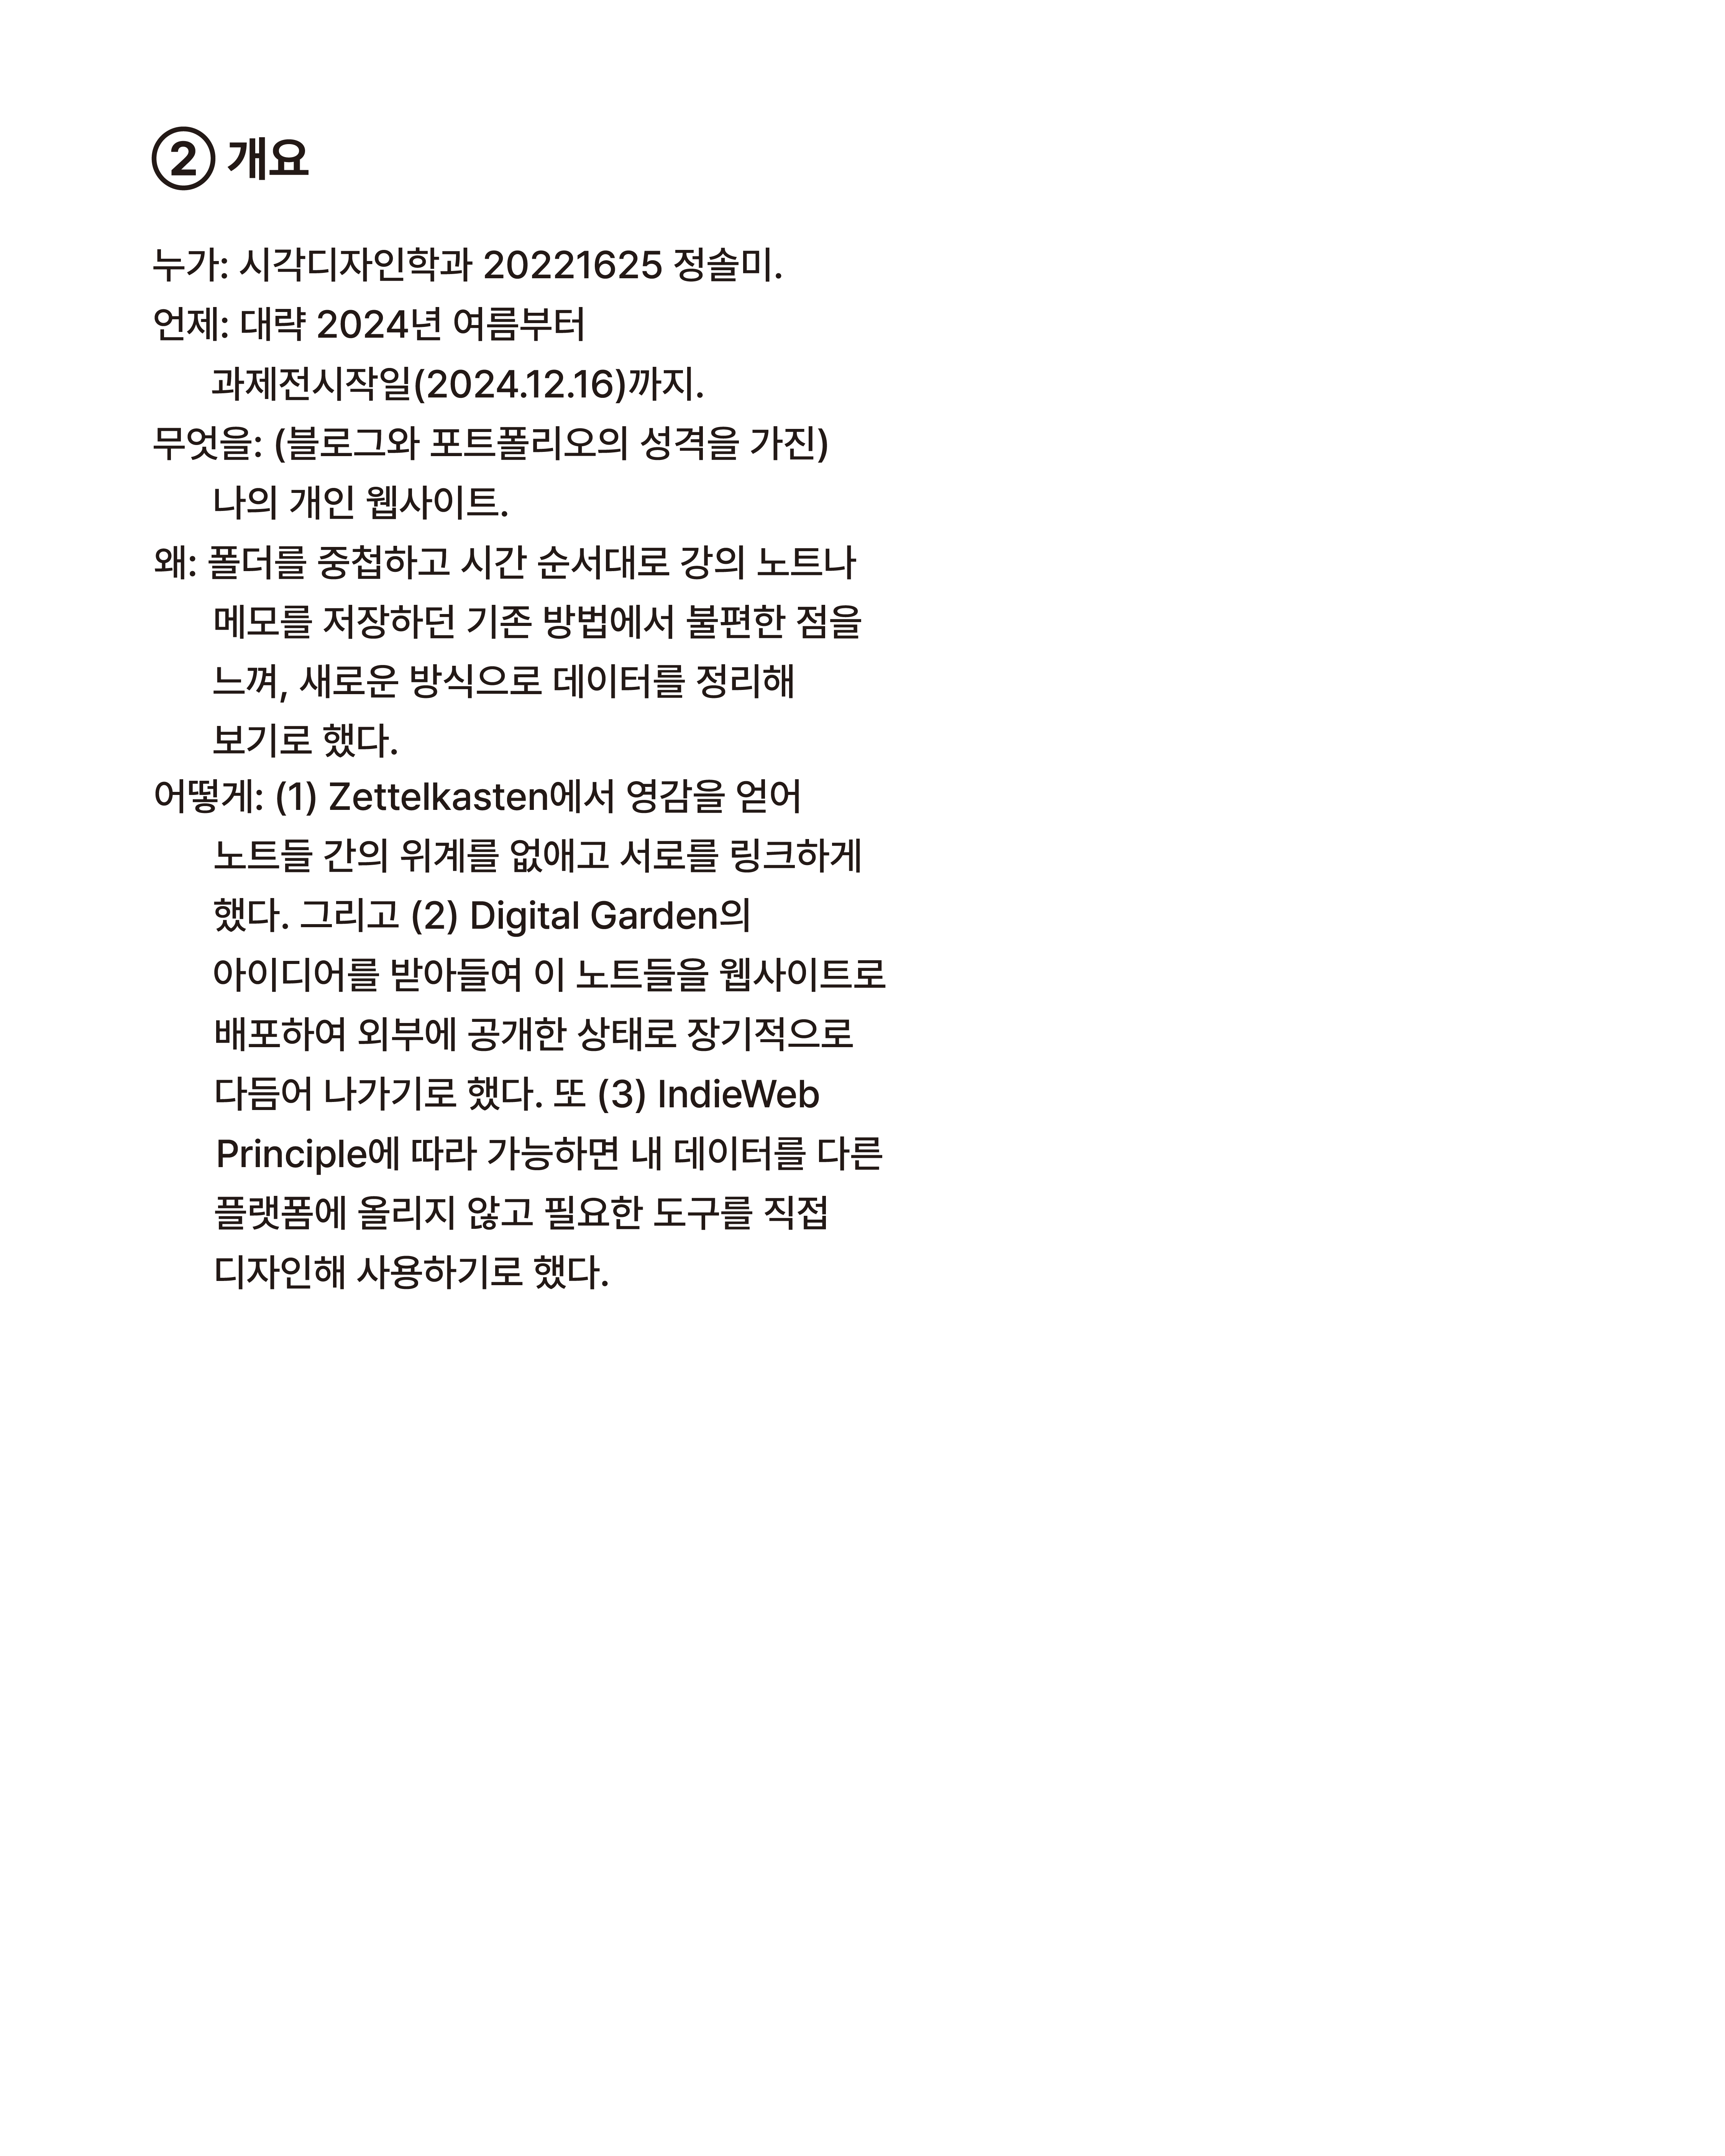 ② 개요
누가: 시각디자인학과 20221625 정솔미.
언제: 대략 2024년 여름부터
과제전시작일(2024.12.16)까지.
무엇을: (블로그와 포트폴리오의 성격을 가진)
나의 개인 웹사이트.
왜: 폴더를 중첩하고 시간 순서대로 강의 노트나
메모를 저장하던 기존 방법에서 불편한 점을
느껴, 새로운 방식으로 데이터를 정리해
보기로 했다.
어떻게: (1) Zettelkasten에서 영감을 얻어
노트들 간의 위계를 없애고 서로를 링크하게
했다. 그리고 (2) Digital Garden의
아이디어를 받아들여 이 노트들을 웹사이트로
배포하여 외부에 공개한 상태로 장기적으로
다듬어 나가기로 했다. 또 (3) IndieWeb
Principle에 따라 가능하면 내 데이터를 다른
플랫폼에 올리지 않고 필요한 도구를 직접
디자인해 사용하기로 했다.